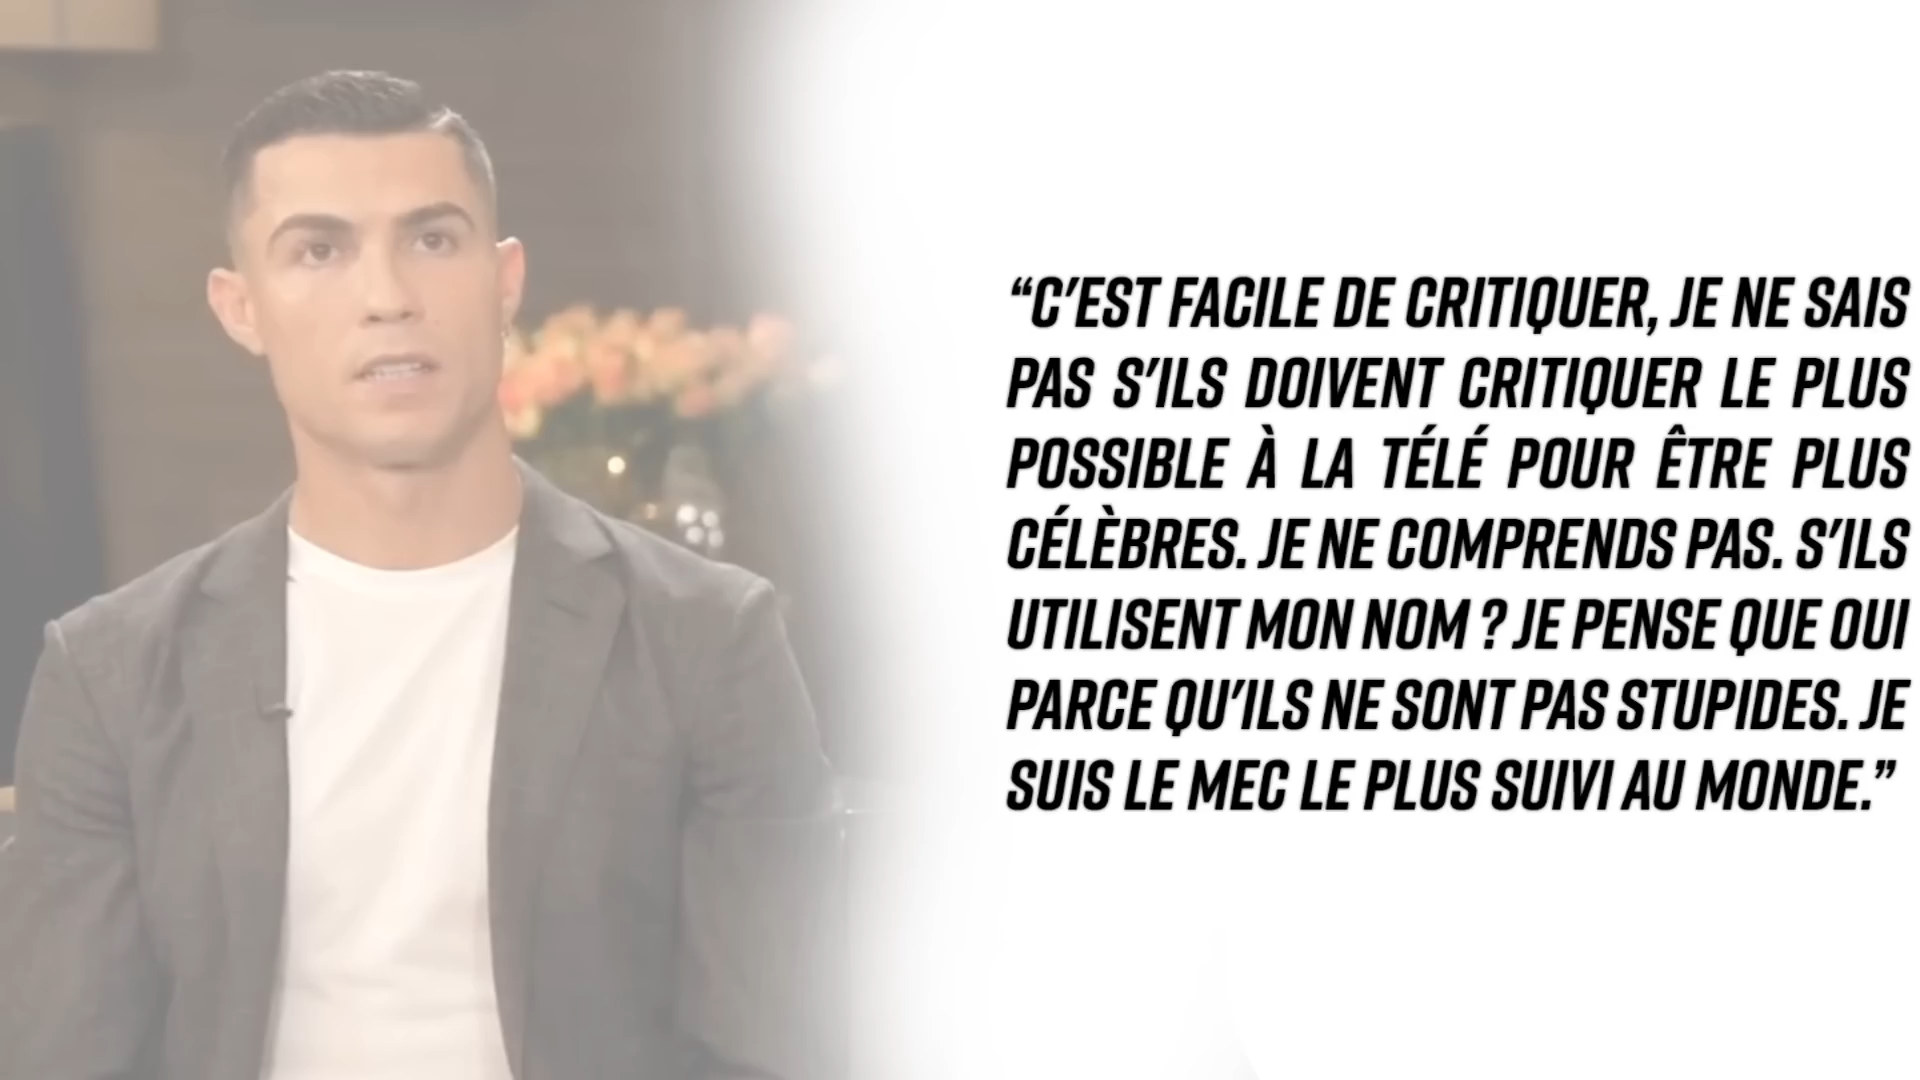 “C'EST FACILE DE CRITIQUER, JE NE SAIS
PAS S'ILS DOIVENT CRITIQUER LE PLUS
POSSIBLE À LA TÉLÉ POUR ÊTRE PLUS
CÉLÈBRES. JE NE COMPRENDS PAS. S'ILS
UTILISENT MON NOM ? JE PENSE QUE OUI
PARCE QU'ILS NE SONT PAS STUPIDES. JE
SUIS LE MEC LE PLUS SUIVI AU MONDE.”